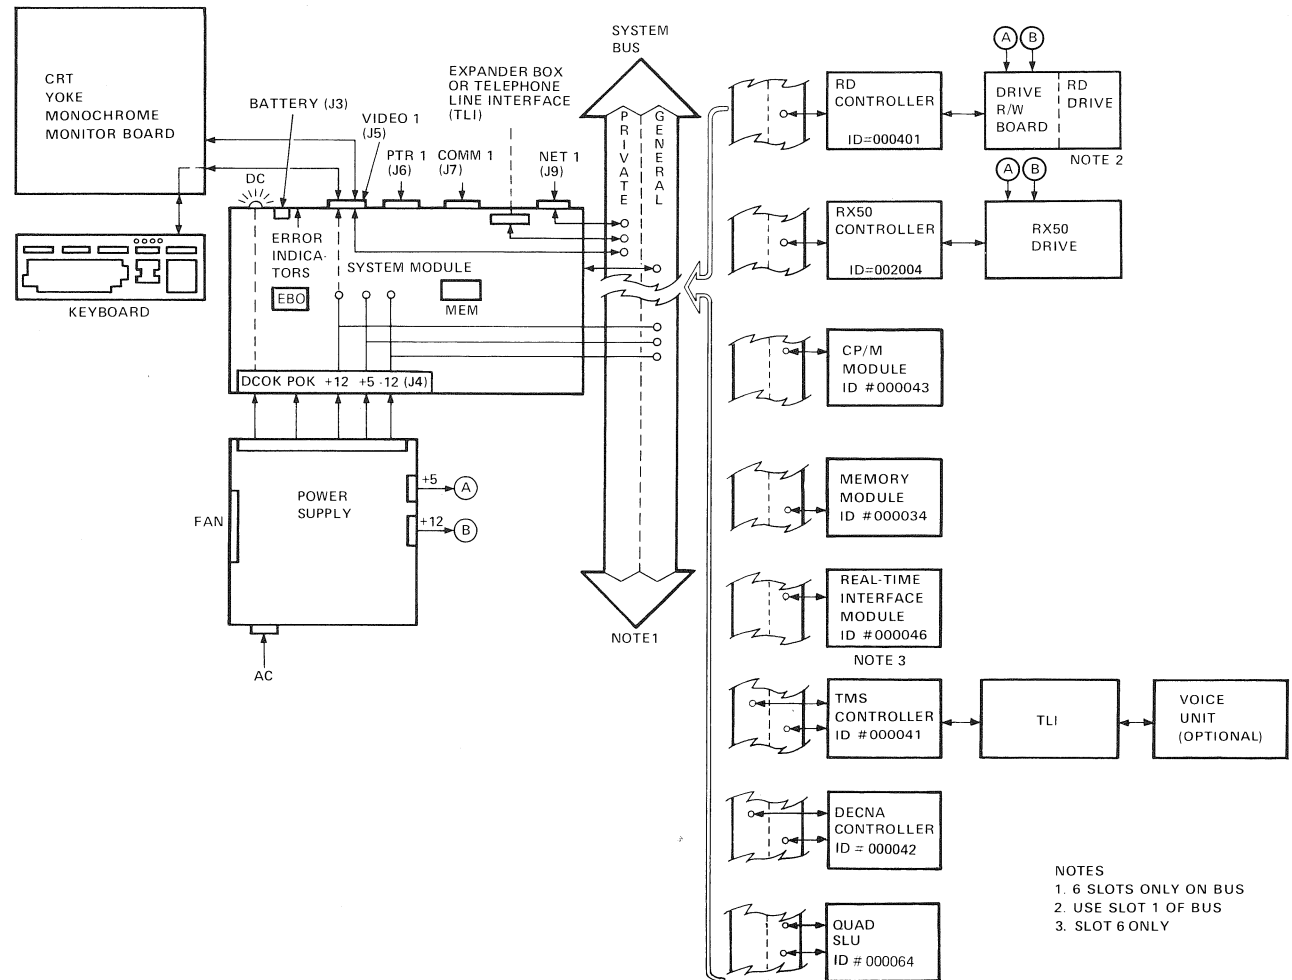 CRT
YOKE
MONOCHROME
MONITOR BOARD
BATTERY (J3)
VIDEO 1
(J5)
PTR 1
(J6)
COMM 1
(J7)
EXPANDER BOX
OR TELEPHONE
LINE INTERFACE
(TLI)
NET 1
(J9)
SYSTEM
BUS
PRIVATE
GENERAL
DC
ERROR
INDICA-
TORS
SYSTEM MODULE
EBO
MEM
KEYBOARD
DCOK POK +12 +5 -12 (J4)
POWER
SUPPLY
FAN
+5
A
+12
B
AC
NOTE1
RD
CONTROLLER
ID=000401
A B
DRIVE
R/W
BOARD
RD
DRIVE
NOTE 2
RX50
CONTROLLER
ID=002004
A B
RX50
DRIVE
CP/M
MODULE
ID #000043
MEMORY
MODULE
ID #000034
REAL-TIME
INTERFACE
MODULE
ID #000046
NOTE 3
TMS
CONTROLLER
ID #000041
TLI
VOICE
UNIT
(OPTIONAL)
DECNA
CONTROLLER
ID = 000042
QUAD
SLU
ID # 000064
NOTES
1. 6 SLOTS ONLY ON BUS
2. USE SLOT 1 OF BUS
3. SLOT 6 ONLY